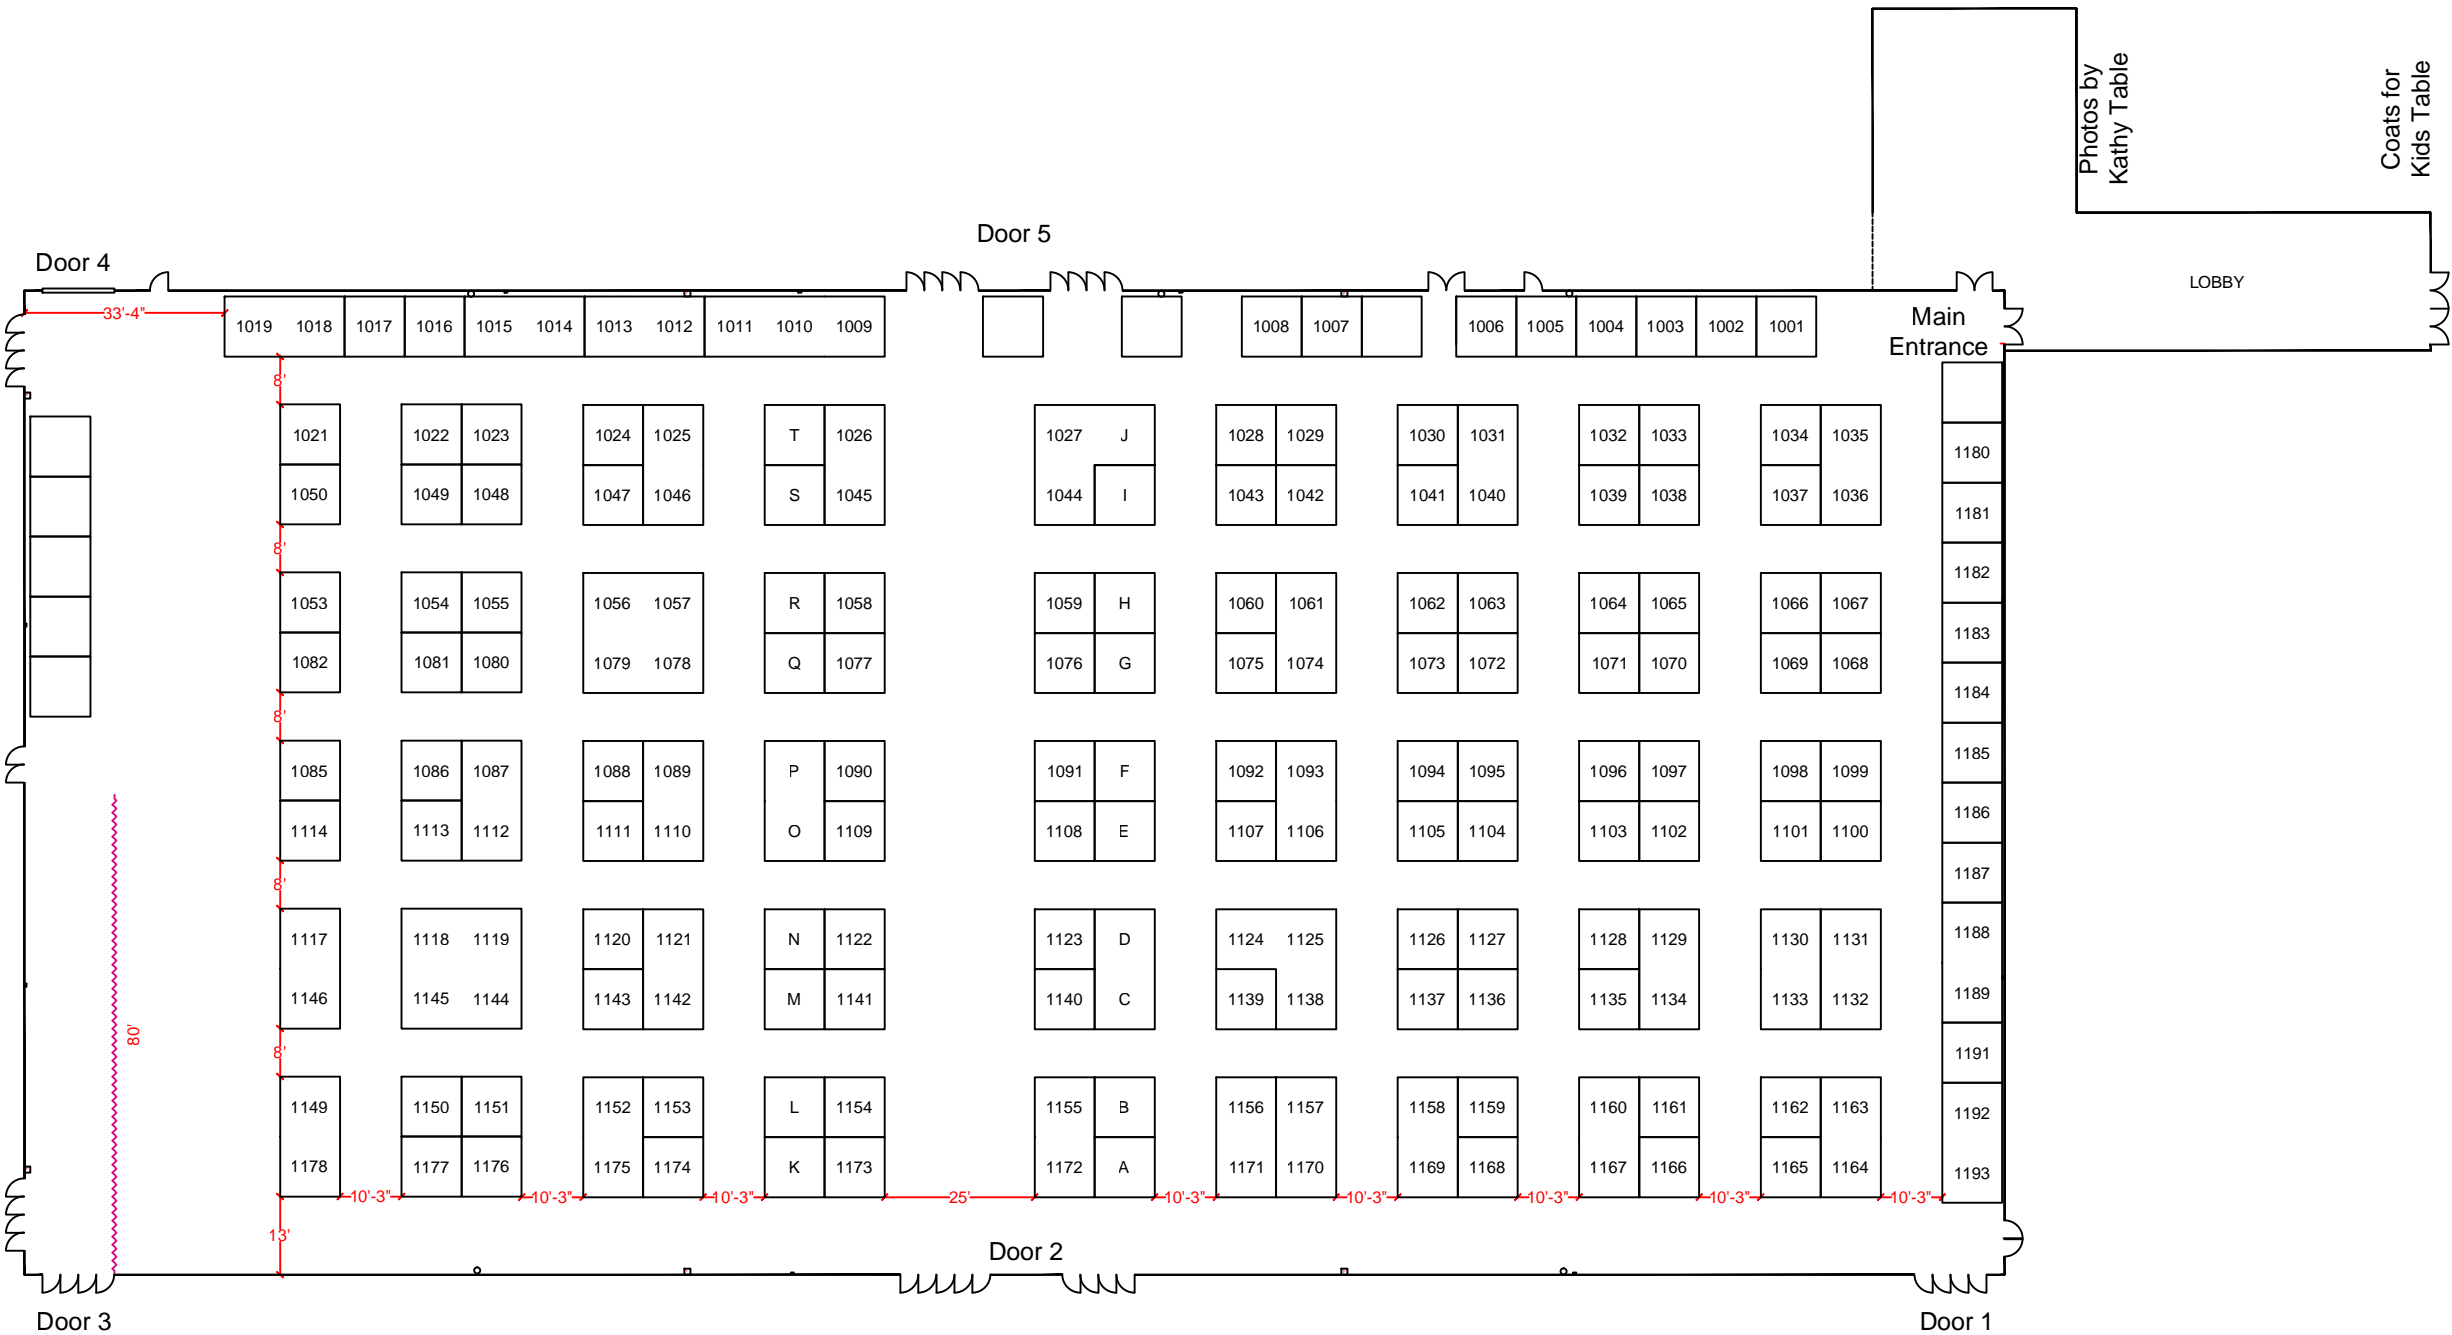 Photos by
Kathy Table
Coats for
Kids Table
Door 5
Door 4
LOBBY
33'-4"
Main
Entrance
1019 1018 1017 1016 1015 1014 1013 1012 1011 1010 1009 1008 1007 1006 1005 1004 1003 1002 1001
8'
1021 1022 1023 1024 1025 T 1026 1027 J 1028 1029 1030 1031 1032 1033 1034 1035
1180
1050 1049 1048 1047 1046 S 1045 1044 I 1043 1042 1041 1040 1039 1038 1037 1036
1181
8'
1182
1053 1054 1055 1056 1057 R 1058 1059 H 1060 1061 1062 1063 1064 1065 1066 1067
1183
1082 1081 1080 1079 1078 Q 1077 1076 G 1075 1074 1073 1072 1071 1070 1069 1068
1184
8'
1185
1085 1086 1087 1088 1089 P 1090 1091 F 1092 1093 1094 1095 1096 1097 1098 1099
1186
1114 1113 1112 1111 1110 O 1109 1108 E 1107 1106 1105 1104 1103 1102 1101 1100
1187
8'
1117 1118 1119 1120 1121 N 1122 1123 D 1124 1125 1126 1127 1128 1129 1130 1131
1188
1146 1145 1144 1143 1142 M 1141 1140 C 1139 1138 1137 1136 1135 1134 1133 1132
1189
80'
8'
1191
1149 1150 1151 1152 1153 L 1154 1155 B 1156 1157 1158 1159 1160 1161 1162 1163
1192
1178 1177 1176 1175 1174 K 1173 1172 A 1171 1170 1169 1168 1167 1166 1165 1164
1193
10'-3" 10'-3" 10'-3" 25' 10'-3" 10'-3" 10'-3" 10'-3" 10'-3"
13'
Door 2
Door 3
Door 1